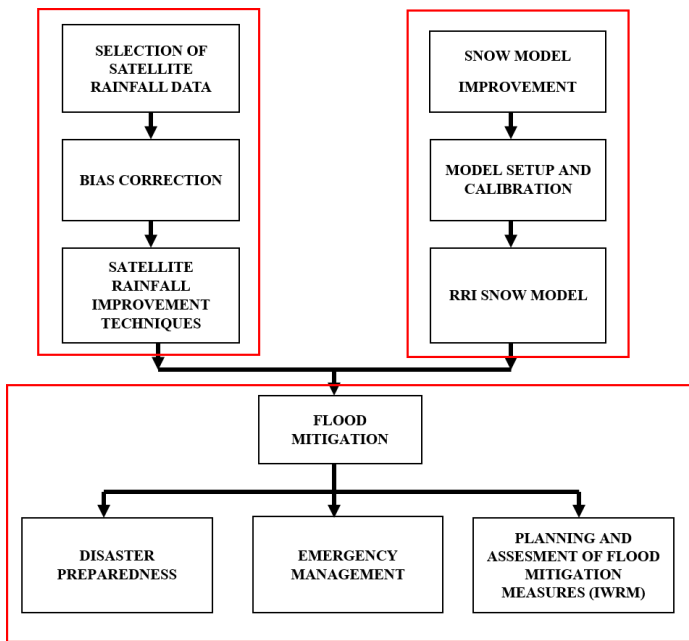 SELECTION OF
SATELLITE
RAINFALL DATA
BIAS CORRECTION
SATELLITE
RAINFALL
IMPROVEMENT
TECHNIQUES
SNOW MODEL
IMPROVEMENT
MODEL SETUP AND
CALIBRATION
RRI SNOW MODEL
FLOOD
MITIGATION
DISASTER
PREPAREDNESS
EMERGENCY
MANAGEMENT
PLANNING AND
ASSESMENT OF FLOOD
MITIGATION
MEASURES (IWRM)